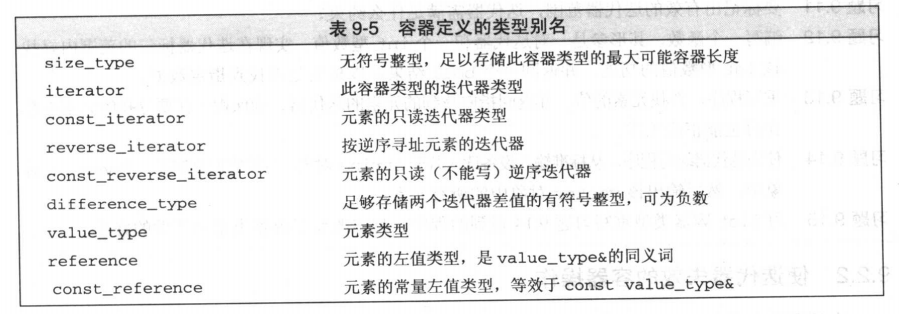 表 9-5 容器定义的类型别名
size_type 无符号整型，足以存储此容器类型的最大可能容器长度
iterator 此容器类型的迭代器类型
const_iterator 元素的只读迭代器类型
reverse_iterator 按逆序寻址元素的迭代器
const_reverse_iterator 元素的只读（不能写）逆序迭代器
difference_type 足够存储两个迭代器差值的有符号整型，可为负数
value_type 元素类型
reference 元素的左值类型，是 value_type&的同义词
const_reference 元素的常量左值类型，等效于 const value_type&